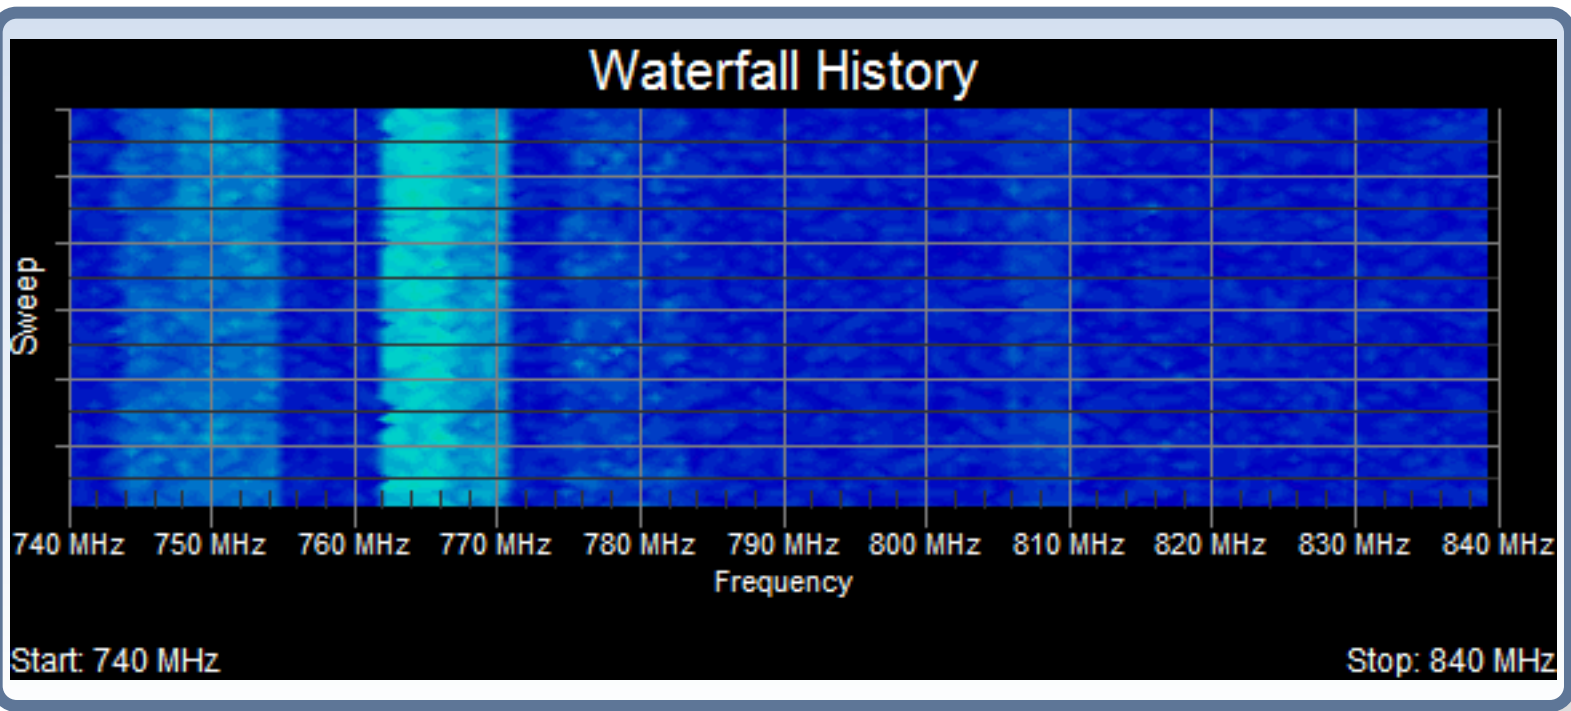 Waterfall History
Sweep
740 MHz 750 MHz 760 MHz 770 MHz 780 MHz 790 MHz 800 MHz 810 MHz 820 MHz 830 MHz 840 MHz
Frequency
Start: 740 MHz Stop: 840 MHz